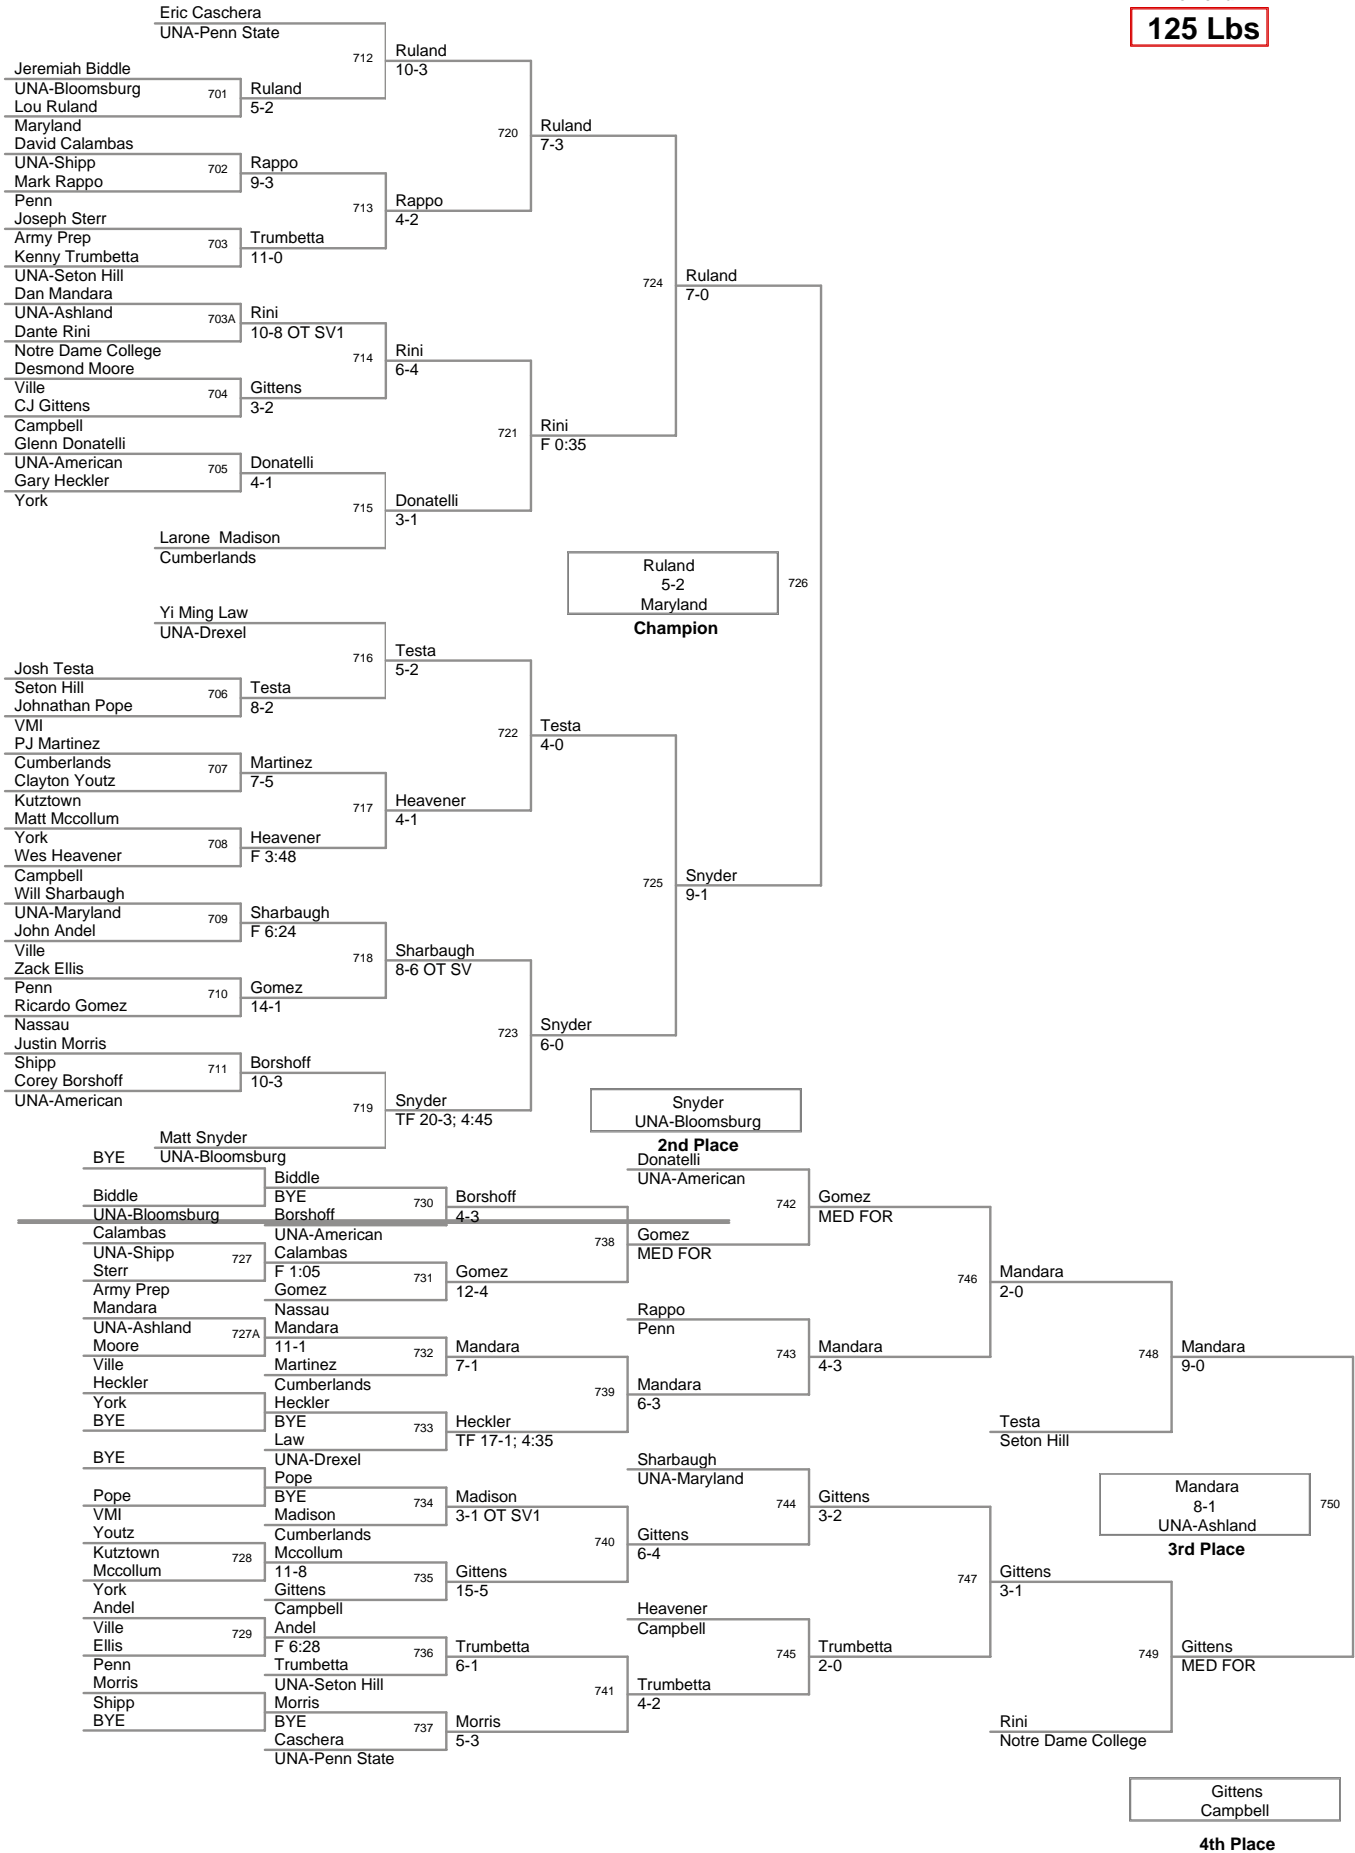 125 Lbs
Eric Caschera
UNA-Penn State
712
Ruland
10-3
Jeremiah Biddle
UNA-Bloomsburg
701
Ruland
Lou Ruland
5-2
Maryland
720
Ruland
David Calambas
7-3
UNA-Shipp
702
Rappo
Mark Rappo
9-3
Penn
713
Rappo
Joseph Sterr
4-2
Army Prep
703
Trumbetta
Kenny Trumbetta
11-0
UNA-Seton Hill
724
Ruland
Dan Mandara
7-0
UNA-Ashland
703A
Rini
Dante Rini
10-8 OT SV1
Notre Dame College
714
Rini
Desmond Moore
6-4
Ville
704
Gittens
CJ Gittens
3-2
Campbell
721
Rini
Glenn Donatelli
F 0:35
UNA-American
705
Donatelli
Gary Heckler
4-1
York
715
Donatelli
3-1
Larone  Madison
Cumberlands
Ruland
5-2
Maryland
726
Champion
Yi Ming Law
UNA-Drexel
716
Testa
5-2
Josh Testa
Seton Hill
706
Testa
Johnathan Pope
8-2
VMI
722
Testa
PJ Martinez
4-0
Cumberlands
707
Martinez
Clayton Youtz
7-5
Kutztown
717
Heavener
Matt Mccollum
4-1
York
708
Heavener
Wes Heavener
F 3:48
Campbell
725
Snyder
Will Sharbaugh
9-1
UNA-Maryland
709
Sharbaugh
John Andel
F 6:24
Ville
718
Sharbaugh
Zack Ellis
8-6 OT SV
Penn
710
Gomez
Ricardo Gomez
14-1
Nassau
723
Snyder
Justin Morris
6-0
Shipp
711
Borshoff
Corey Borshoff
10-3
UNA-American
719
Snyder
TF 20-3; 4:45
Matt Snyder
UNA-Bloomsburg
Snyder
UNA-Bloomsburg
2nd Place
BYE
Biddle
Biddle
BYE
730
Borshoff
UNA-Bloomsburg
Borshoff
4-3
UNA-American
Calambas
UNA-Shipp
727
Calambas
Sterr
F 1:05
731
Gomez
Army Prep
Gomez
12-4
Nassau
738
Gomez
MED FOR
Donatelli
UNA-American
742
Gomez
MED FOR
Mandara
UNA-Ashland
727A
Mandara
Moore
11-1
732
Mandara
Ville
Martinez
7-1
Cumberlands
Heckler
York
Heckler
BYE
BYE
733
Heckler
Law
TF 17-1; 4:35
UNA-Drexel
739
Mandara
6-3
Rappo
Penn
743
Mandara
4-3
746
Mandara
2-0
748
Mandara
9-0
Testa
Seton Hill
BYE
Pope
Pope
BYE
734
Madison
VMI
Madison
3-1 OT SV1
Cumberlands
Youtz
Kutztown
728
Mccollum
Mccollum
11-8
735
Gittens
York
Gittens
15-5
Campbell
740
Gittens
6-4
Sharbaugh
UNA-Maryland
744
Gittens
3-2
Andel
Ville
729
Andel
Ellis
F 6:28
736
Trumbetta
Penn
Trumbetta
6-1
UNA-Seton Hill
Morris
Shipp
Morris
BYE
BYE
737
Morris
Caschera
5-3
UNA-Penn State
741
Trumbetta
4-2
Heavener
Campbell
745
Trumbetta
2-0
747
Gittens
3-1
749
Gittens
MED FOR
Rini
Notre Dame College
Mandara
8-1
UNA-Ashland
750
3rd Place
Gittens
Campbell
4th Place